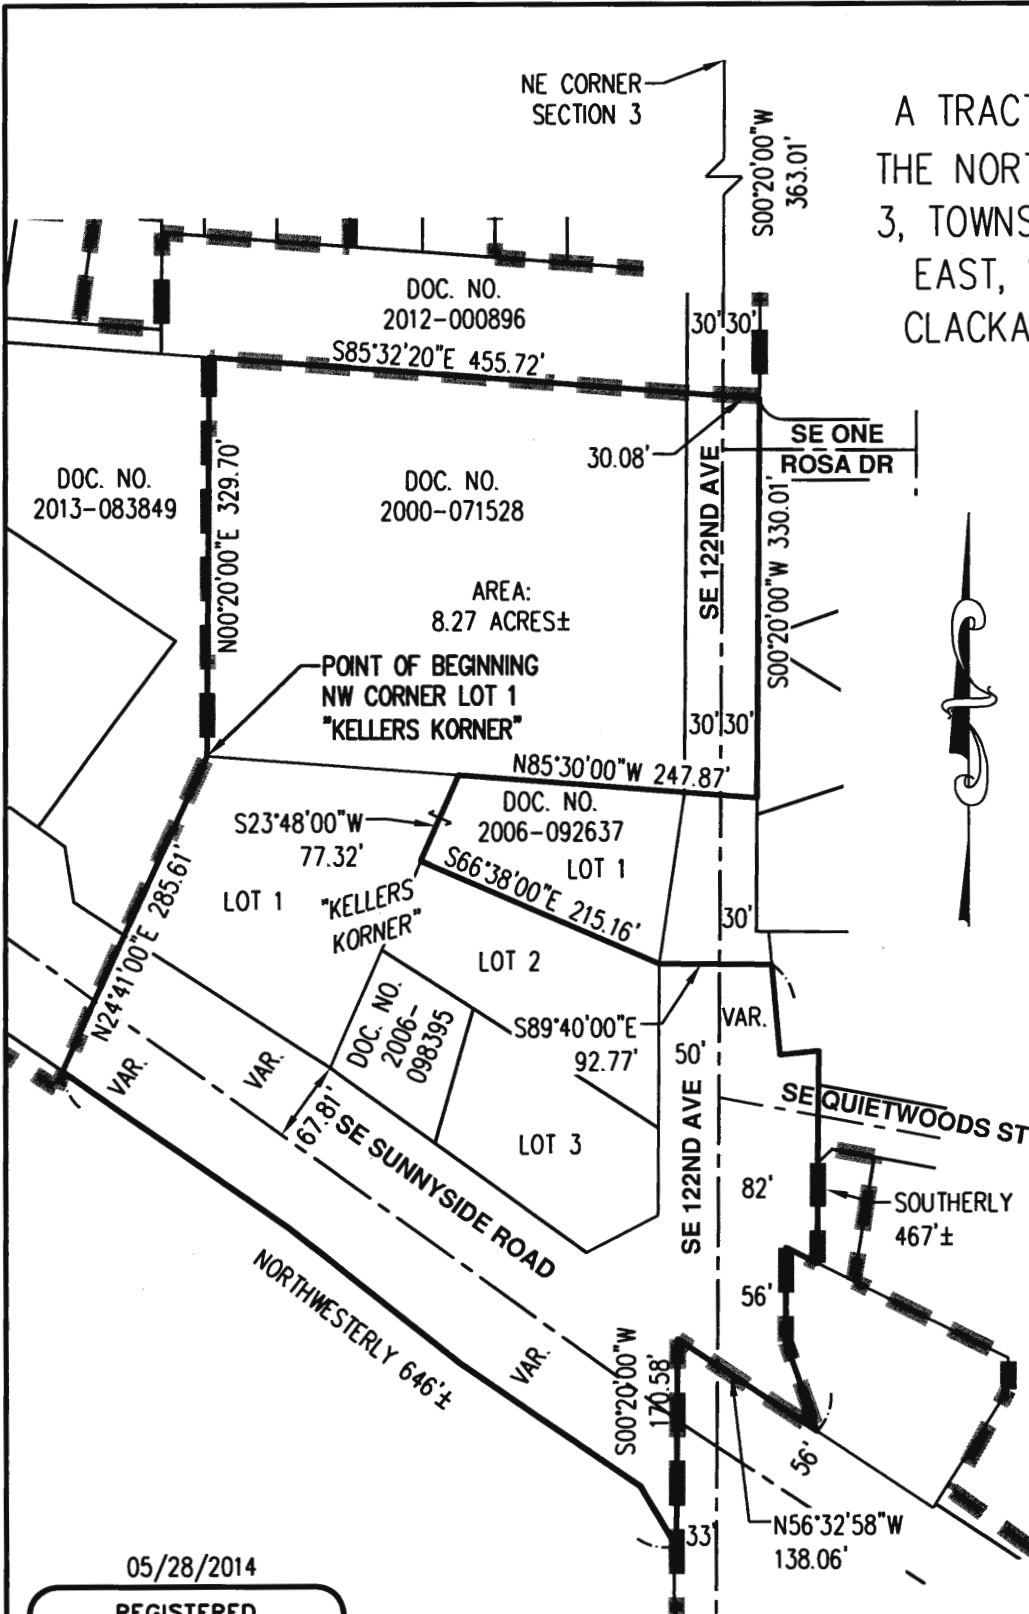 NE CORNER
SECTION 3
S00°20'00"W
363.01'
A TRACT
THE NORT
3, TOWNS
EAST,
CLACKA
DOC. NO.
2012-000896
30' 30'
S85°32'20"E 455.72'
30.08'
SE ONE
ROSA DR
DOC. NO.
2013-083849
N00°20'00"E 329.70'
DOC. NO.
2000-071528
SE 122ND AVE
S00°20'00"W 330.01'
AREA:
8.27 ACRES±
POINT OF BEGINNING
NW CORNER LOT 1
"KELLERS KORNER"
30' 30'
N85°30'00"W 247.87'
DOC. NO.
2006-092637
LOT 1
S23°48'00"W
77.32'
S66°38'00"E 215.16'
LOT 1
"KELLERS
KORNER"
30'
N24°41'00"E 285.61'
LOT 2
DOC. NO.
2006-
098395
S89°40'00"E
92.77'
VAR.
50'
VAR.
VAR.
67.81'
SE SUNNYSIDE ROAD
LOT 3
SE 122ND AVE
SE QUIETWOODS ST
82'
SOUTHERLY
467'±
56'
NORTHWESTERLY 646'±
VAR.
S00°20'00"W
170.58'
56'
N56°32'58"W
138.06'
33'
05/28/2014
REGISTERED